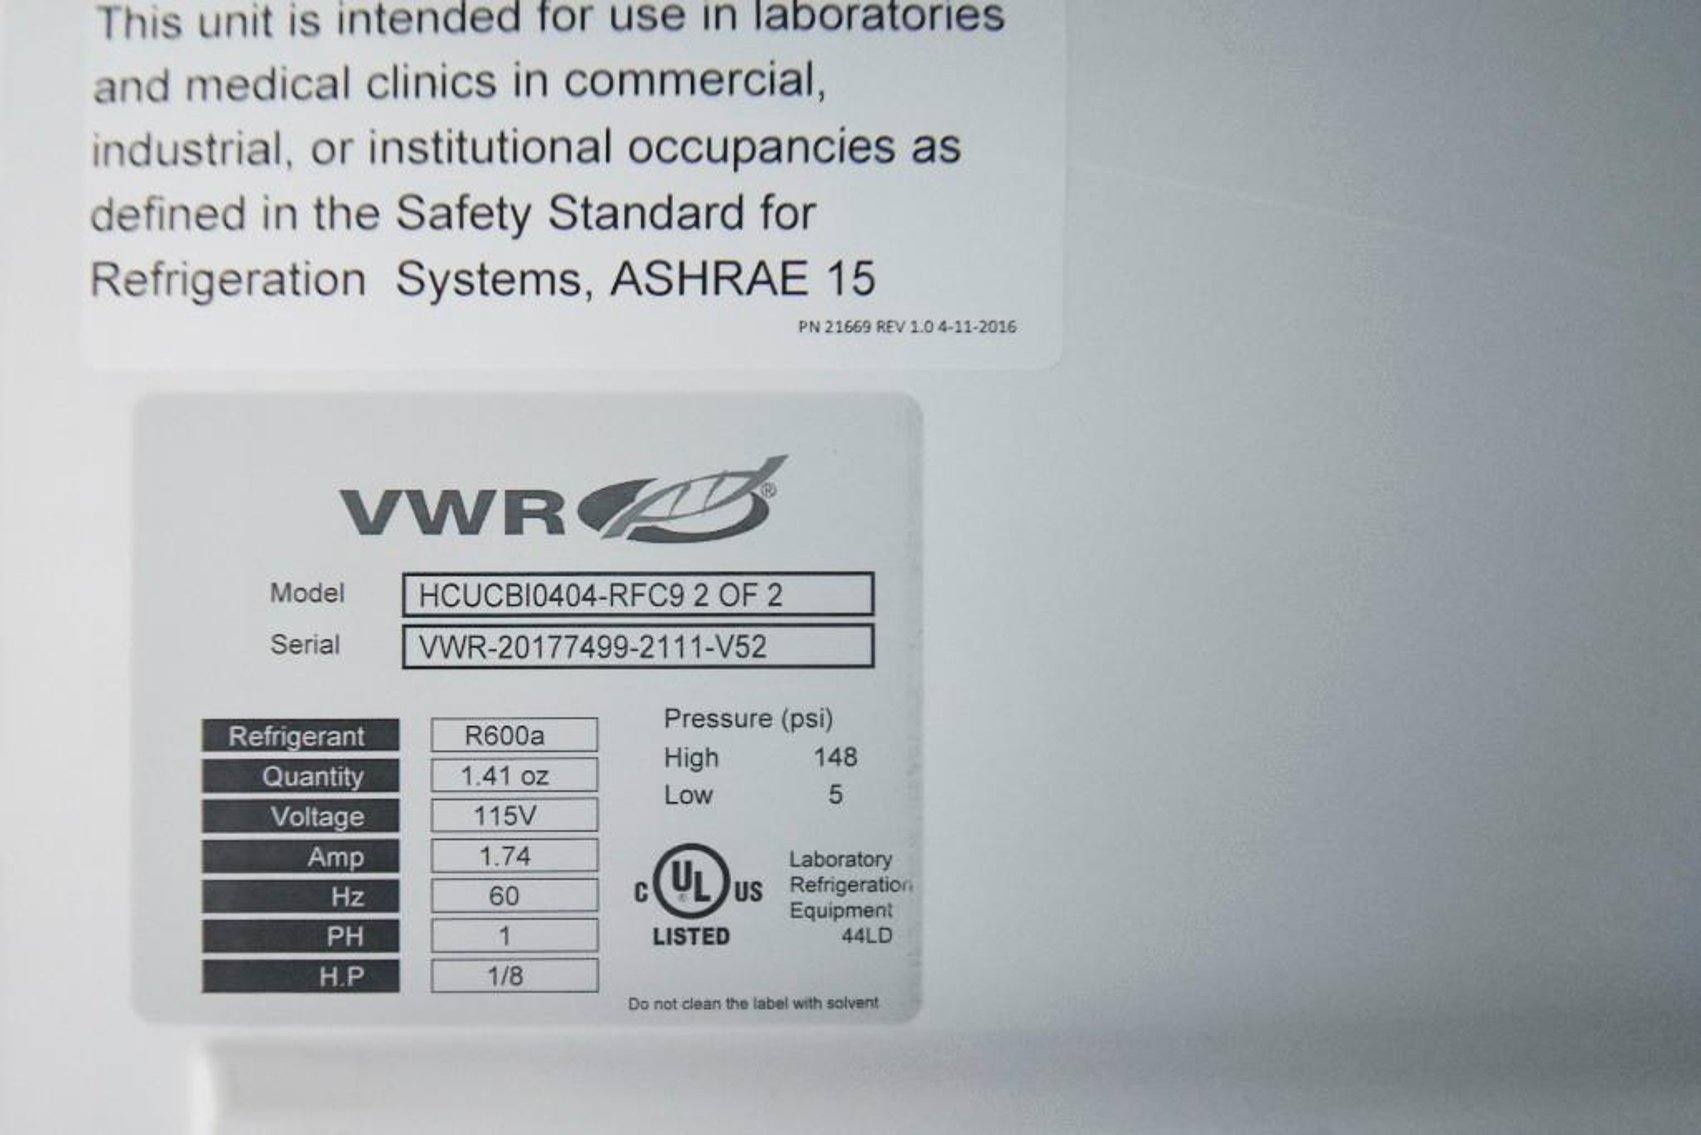 This unit is intended for use in laboratories
and medical clinics in commercial,
industrial, or institutional occupancies as
defined in the Safety Standard for
Refrigeration Systems, ASHRAE 15
PN 21669 REV 1.0 4-11-2016
VWR®
Model HCUCBI0404-RFC9 2 OF 2
Serial VWR-20177499-2111-V52
Refrigerant R600a
Quantity 1.41 oz
Voltage 115V
Amp 1.74
Hz 60
PH 1
H.P 1/8
Pressure (psi)
High 148
Low 5
C UL® US
LISTED
Laboratory
Refrigeration
Equipment
44LD
Do not clean the label with solvent